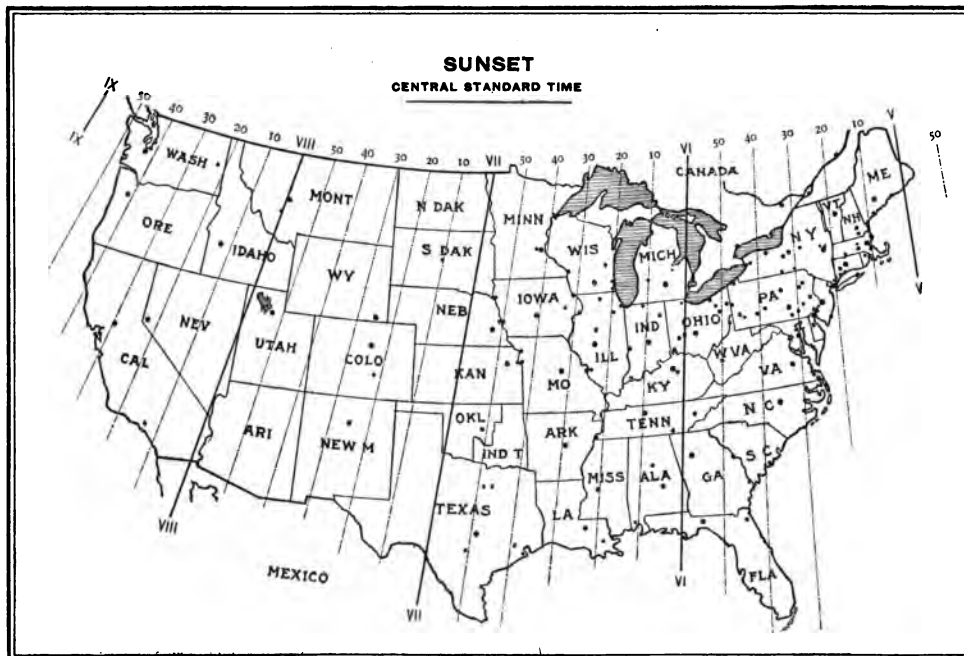 SUNSET
CENTRAL STANDARD TIME
IX
IX 50 40 30 20 10 VIII 50 40 30 20 10 VII 50 40 30 20 10 VI 50 40 30 20 10 V
50
CANADA
WASH
MONT
N DAK
MINN
ME
VT
NH
ORE
IDAHO
S DAK
WIS
MICH
NY
WY
IOWA
PA
NEB
NEV
UTAH
COLO
ILL
IND
OHIO
W VA
VA
CAL
KAN
MO
KY
N C
ARI
NEW M
OKL
IND T
ARK
TENN
S C
TEXAS
LA
MISS
ALA
GA
FLA
MEXICO
VIII
VII
VI
V